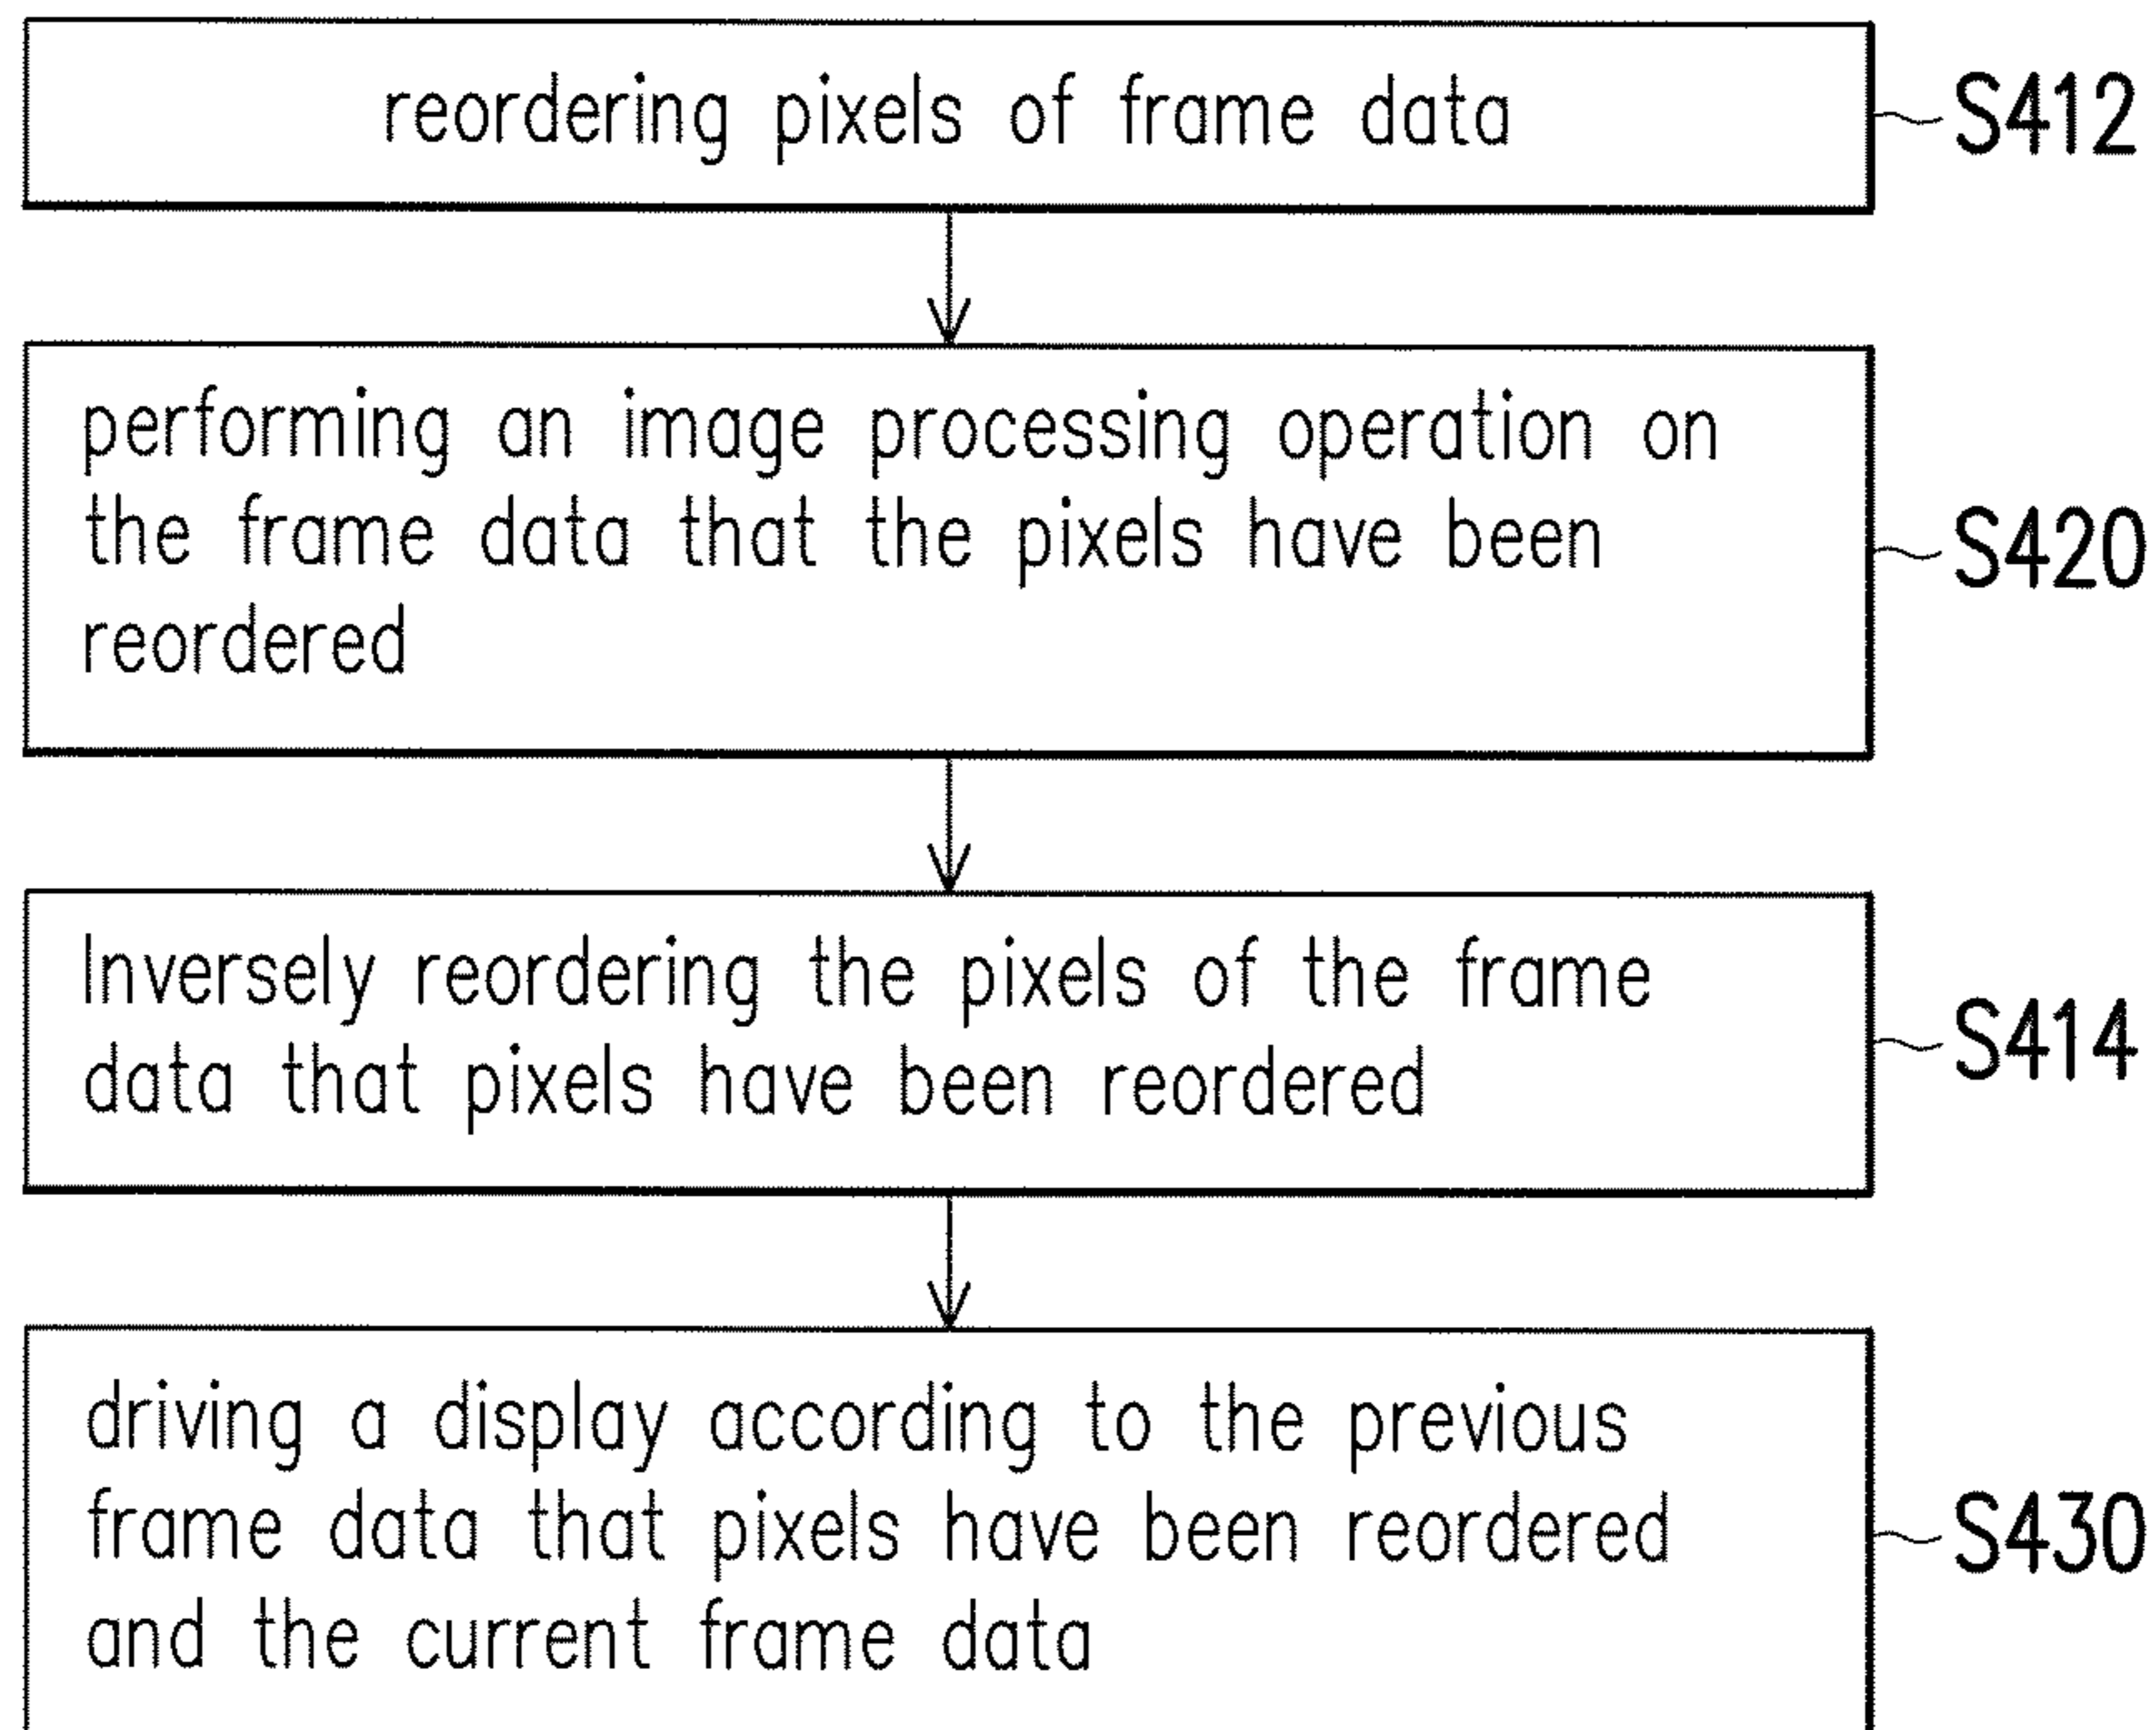 reordering pixels of frame data
S412
performing an image processing operation on
the frame data that the pixels have been
reordered
S420
Inversely reordering the pixels of the frame
data that pixels have been reordered
S414
driving a display according to the previous
frame data that pixels have been reordered
and the current frame data
S430